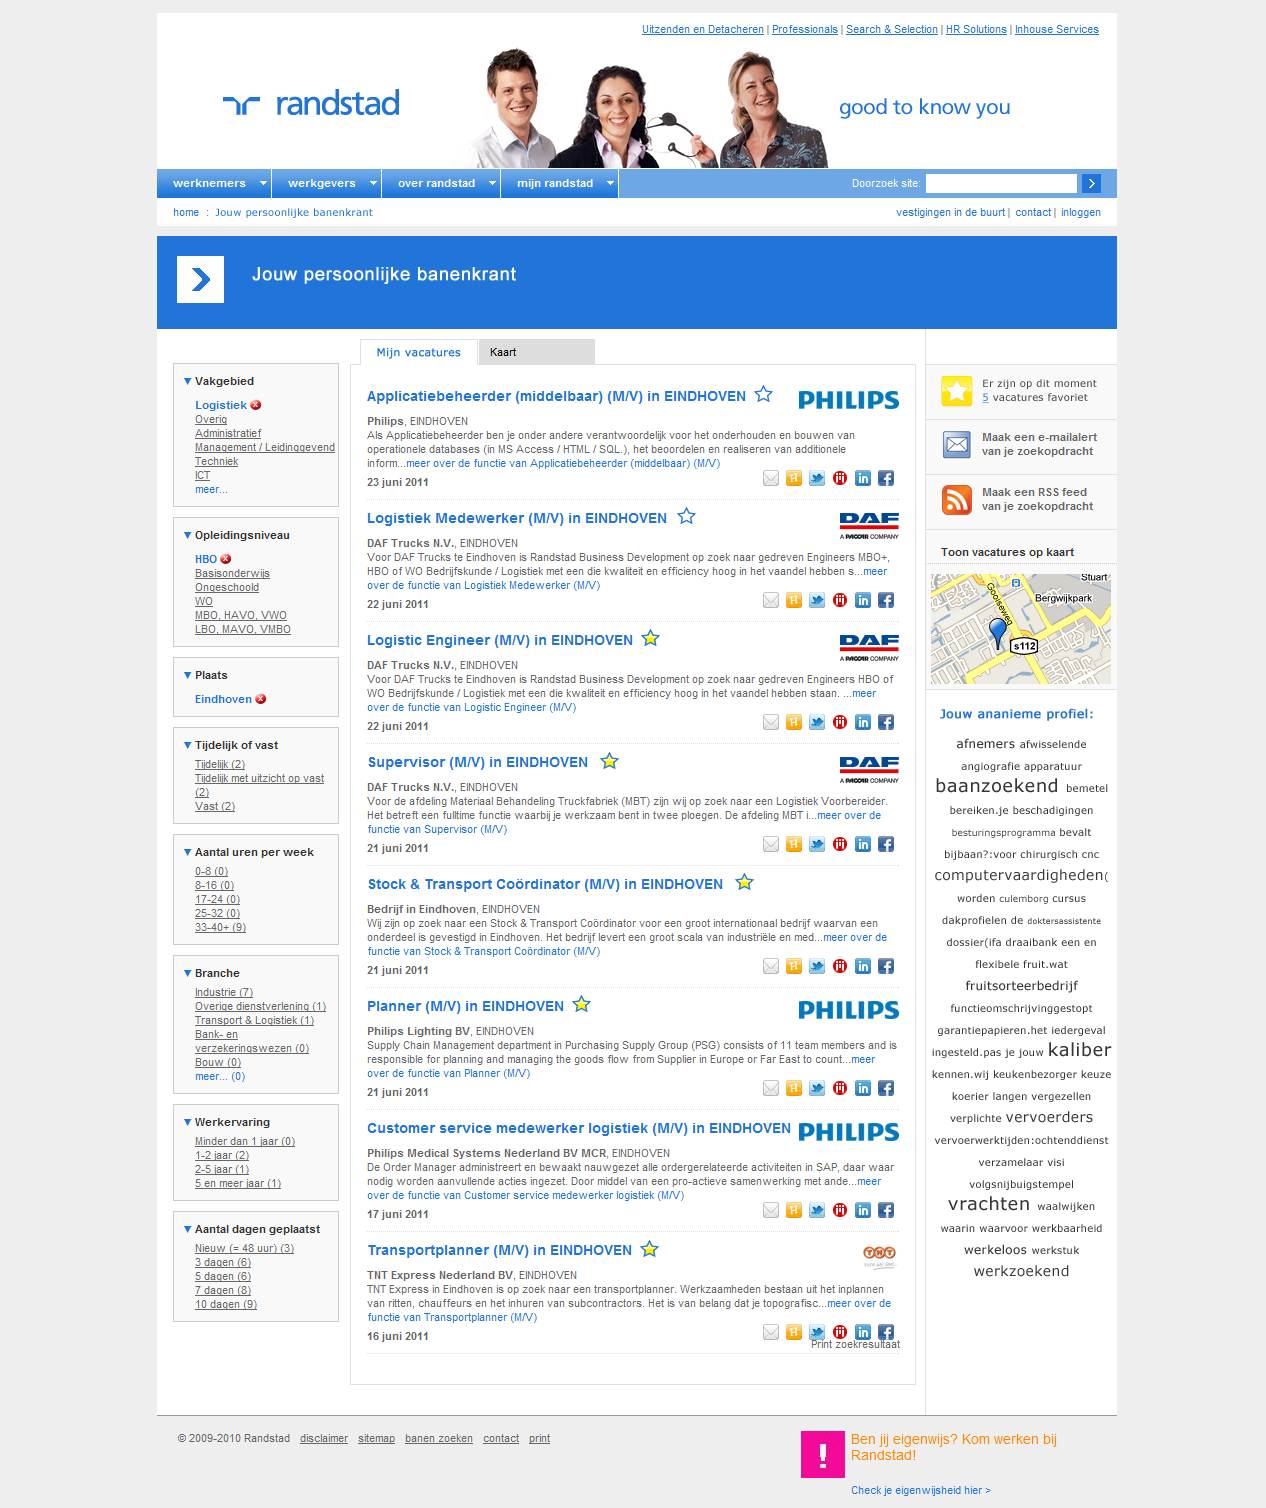 Uitzenden en Detacheren | Professionals | Search & Selection | HR Solutions | Inhouse Services
randstad
good to know you
werknemers
werkgevers
over randstad
mijn randstad
Doorzoek site:
home : Jouw persoonlijke banenkrant
vestigingen in de buurt | contact | inloggen
Jouw persoonlijke banenkrant
Vakgebied
Logistiek
Overig
Administratief
Management / Leidinggevend
Techniek
ICT
meer...
Opleidingsniveau
HBO
Basisonderwijs
Ongeschoold
WO
MBO, HAVO, VWO
LBO, MAVO, VMBO
Plaats
Eindhoven
Tijdelijk of vast
Tijdelijk (2)
Tijdelijk met uitzicht op vast
(2)
Vast (2)
Aantal uren per week
0-8 (0)
8-16 (0)
17-24 (0)
25-32 (0)
33-40+ (9)
Branche
Industrie (7)
Overige dienstverlening (1)
Transport & Logistiek (1)
Bank- en
verzekeringswezen (0)
Bouw (0)
meer... (0)
Werkervaring
Minder dan 1 jaar (0)
1-2 jaar (2)
2-5 jaar (1)
5 en meer jaar (1)
Aantal dagen geplaatst
Nieuw (= 48 uur) (3)
3 dagen (6)
5 dagen (6)
7 dagen (8)
10 dagen (9)
Mijn vacatures
Kaart
Applicatiebeheerder (middelbaar) (M/V) in EINDHOVEN
PHILIPS
Philips, EINDHOVEN
Als Applicatiebeheerder ben je onder andere verantwoordelijk voor het onderhouden en bouwen van
operationele databases (in MS Access / HTML / SQL.), het beoordelen en realiseren van additionele
inform...meer over de functie van Applicatiebeheerder (middelbaar) (M/V)
23 juni 2011
Logistiek Medewerker (M/V) in EINDHOVEN
DAF
A PACCAR COMPANY
DAF Trucks N.V., EINDHOVEN
Voor DAF Trucks te Eindhoven is Randstad Business Development op zoek naar gedreven Engineers MBO+,
HBO of WO Bedrijfskunde / Logistiek met een die kwaliteit en efficiency hoog in het vaandel hebben s...meer
over de functie van Logistiek Medewerker (M/V)
22 juni 2011
Logistic Engineer (M/V) in EINDHOVEN
DAF
A PACCAR COMPANY
DAF Trucks N.V., EINDHOVEN
Voor DAF Trucks te Eindhoven is Randstad Business Development op zoek naar gedreven Engineers HBO of
WO Bedrijfskunde / Logistiek met een die kwaliteit en efficiency hoog in het vaandel hebben staan. ...meer
over de functie van Logistic Engineer (M/V)
22 juni 2011
Supervisor (M/V) in EINDHOVEN
DAF
A PACCAR COMPANY
DAF Trucks N.V., EINDHOVEN
Voor de afdeling Materiaal Behandeling Truckfabriek (MBT) zijn wij op zoek naar een Logistiek Voorbereider.
Het betreft een fulltime functie waarbij je werkzaam bent in twee ploegen. De afdeling MBT i...meer over de
functie van Supervisor (M/V)
21 juni 2011
Stock & Transport Coördinator (M/V) in EINDHOVEN
Bedrijf in Eindhoven, EINDHOVEN
Wij zijn op zoek naar een Stock & Transport Coördinator voor een groot internationaal bedrijf waarvan een
onderdeel is gevestigd in Eindhoven. Het bedrijf levert een groot scala van industriële en med...meer over de
functie van Stock & Transport Coördinator (M/V)
21 juni 2011
Planner (M/V) in EINDHOVEN
PHILIPS
Philips Lighting BV, EINDHOVEN
Supply Chain Management department in Purchasing Supply Group (PSG) consists of 11 team members and is
responsible for planning and managing the goods flow from Supplier in Europe or Far East to count...meer
over de functie van Planner (M/V)
21 juni 2011
Customer service medewerker logistiek (M/V) in EINDHOVEN
PHILIPS
Philips Medical Systems Nederland BV MCR, EINDHOVEN
De Order Manager administreert en bewaakt nauwgezet alle ordergerelateerde activiteiten in SAP, daar waar
nodig worden aanvullende acties ingezet. Door middel van een pro-actieve samenwerking met ande...meer
over de functie van Customer service medewerker logistiek (M/V)
17 juni 2011
Transportplanner (M/V) in EINDHOVEN
TNT
TNT Express Nederland BV, EINDHOVEN
TNT Express in Eindhoven is op zoek naar een transportplanner. Werkzaamheden bestaan uit het inplannen
van ritten, chauffeurs en het inhuren van subcontractors. Het is van belang dat je topografisc...meer over de
functie van Transportplanner (M/V)
16 juni 2011
Print zoekresultaat
Er zijn op dit moment
5 vacatures favoriet
Maak een e-mailalert
van je zoekopdracht
Maak een RSS feed
van je zoekopdracht
Toon vacatures op kaart
Stuart
Gooiseweg
Bergwijkpark
s112
Jouw ananieme profiel:
afnemers afwisselende
angiografie apparatuur
baanzoekend bemetel
bereiken.je beschadigingen
besturingsprogramma bevalt
bijbaan?:voor chirurgisch cnc
computervaardigheden(
worden culemborg cursus
dakprofielen de doktersassistente
dossier(ifa draaibank een en
flexibele fruit.wat
fruitsorteerbedrijf
functieomschrijvinggestopt
garantiepapieren.het iedergeval
ingesteld.pas je jouw kaliber
kennen.wij keukenbezorger keuze
koerier langen vergezellen
verplichte vervoerders
vervoerwerktijden:ochtenddienst
verzamelaar visi
volgsnijbuigstempel
vrachten waalwijken
waarin waarvoor werkbaarheid
werkeloos werkstuk
werkzoekend
© 2009-2010 Randstad disclaimer sitemap banen zoeken contact print
!
Ben jij eigenwijs? Kom werken bij
Randstad!
Check je eigenwijsheid hier >